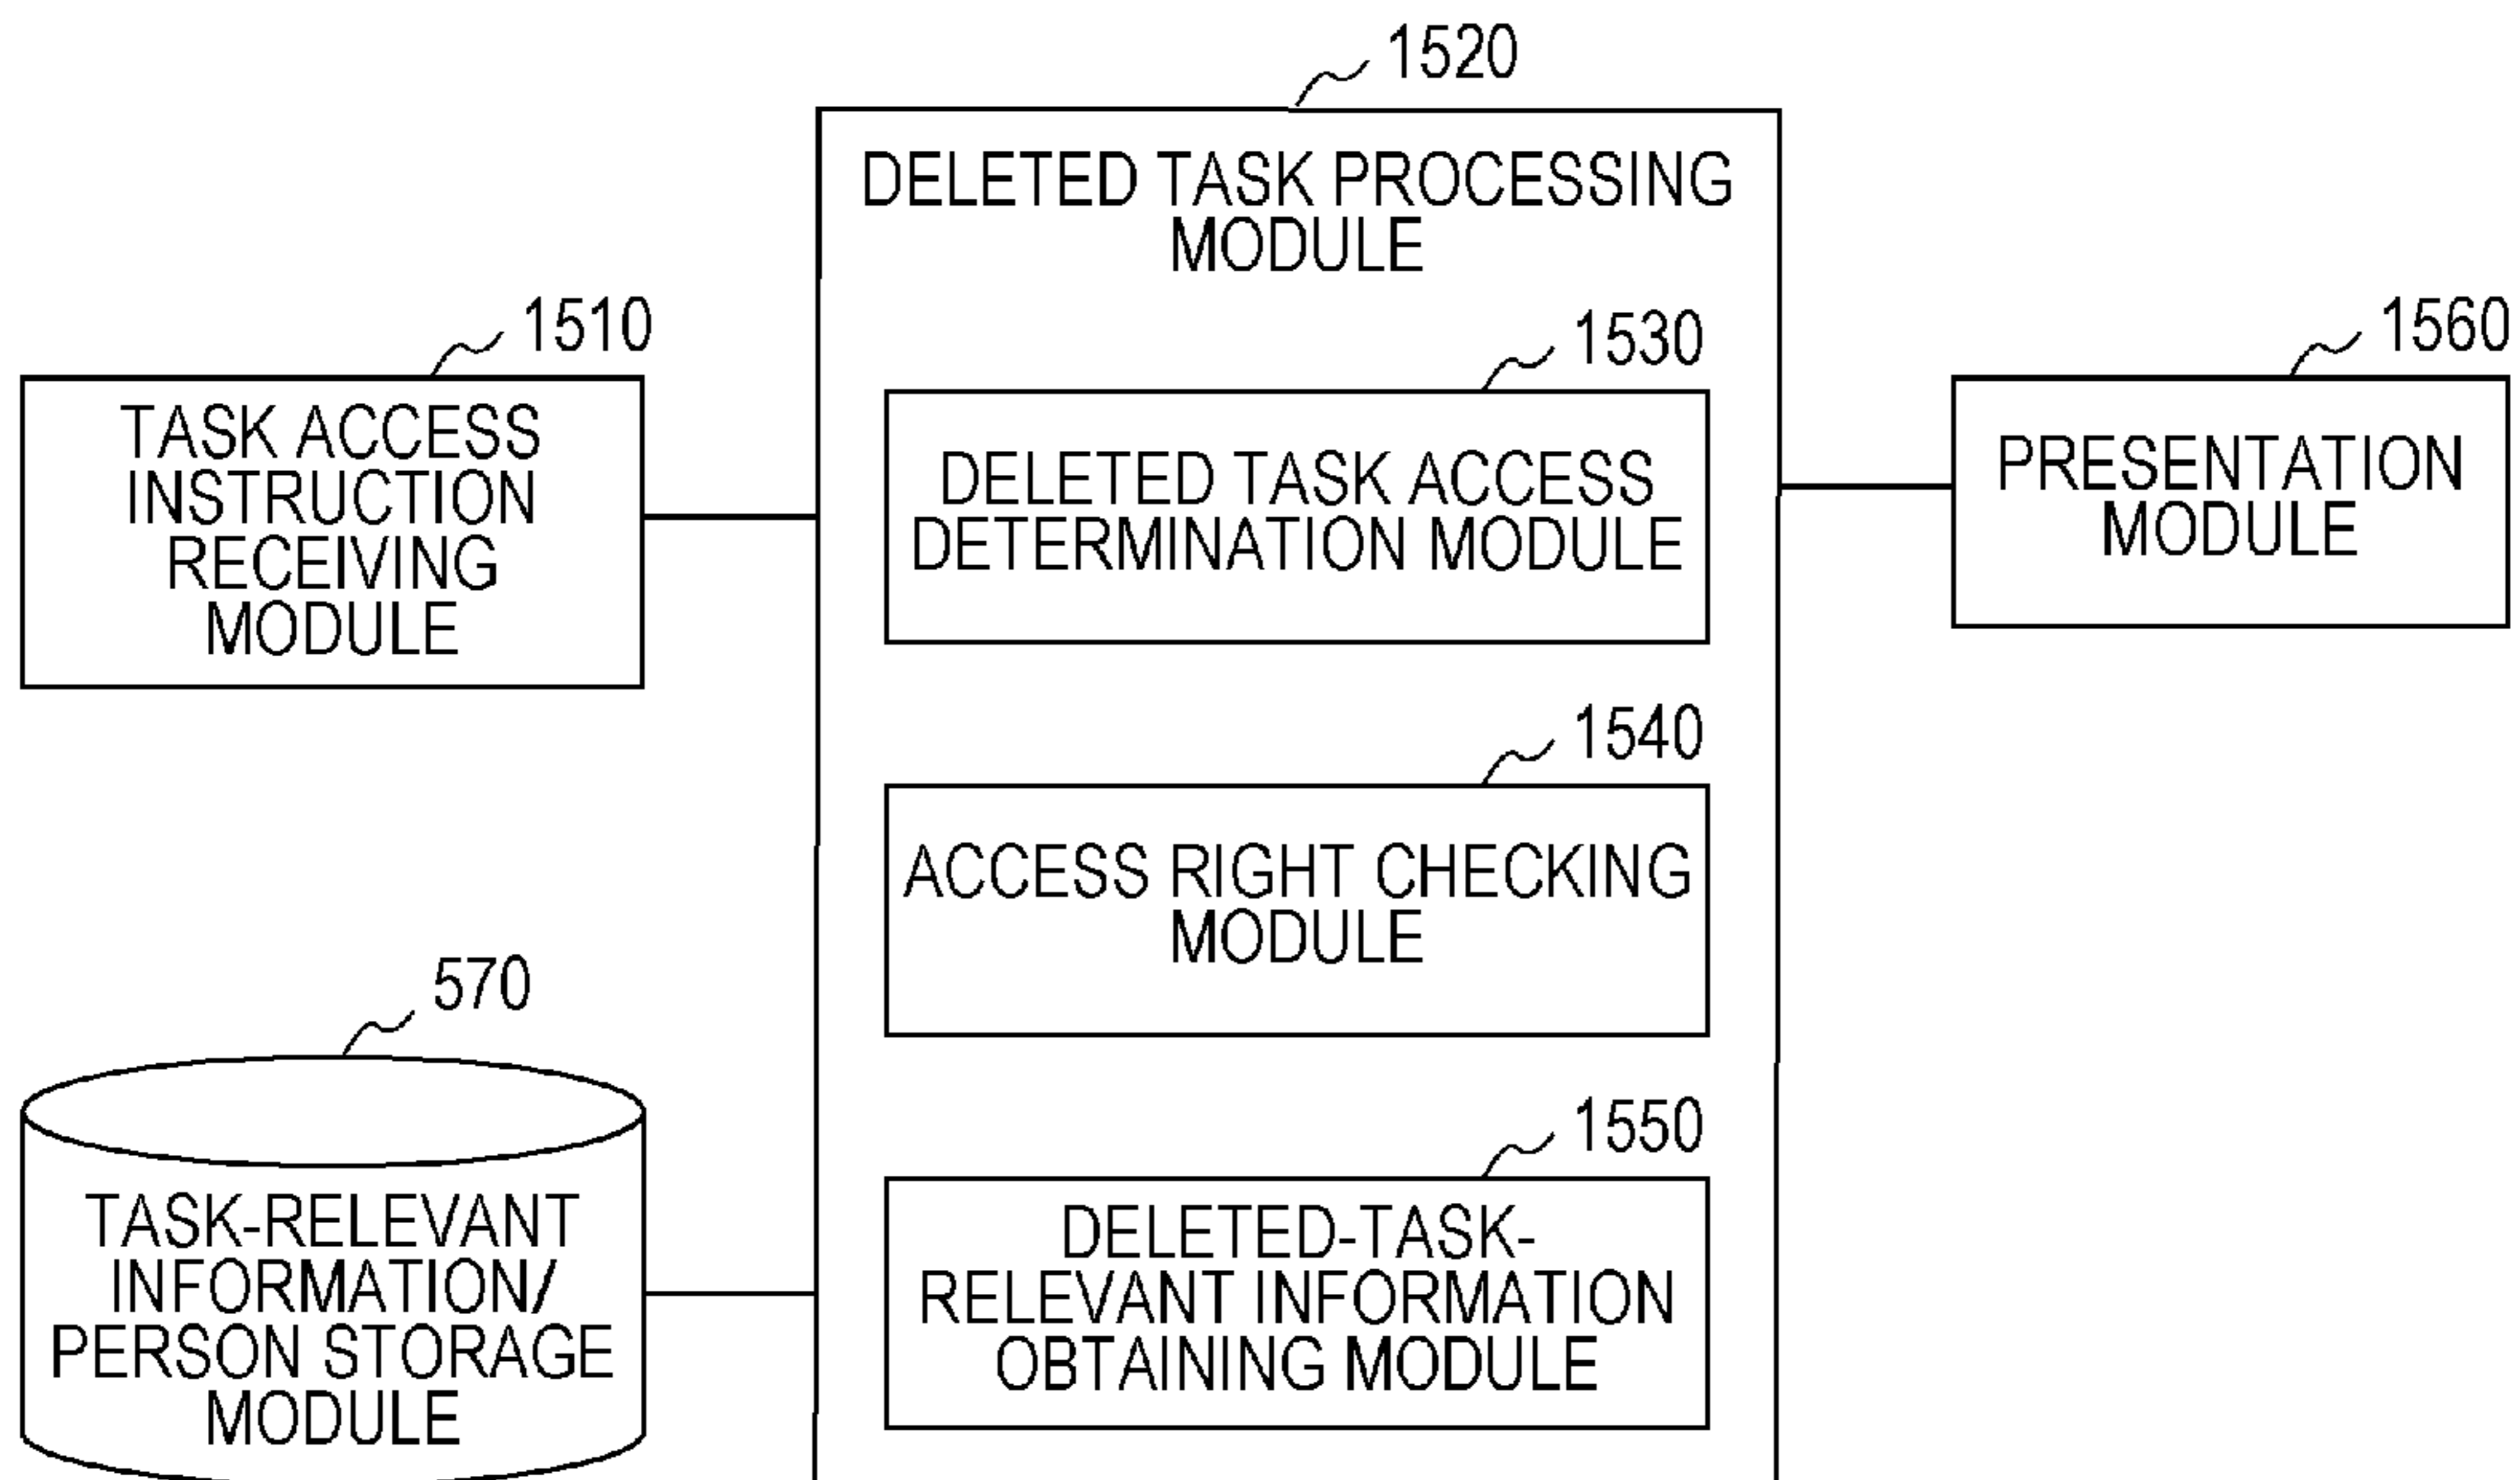 1520
DELETED TASK PROCESSING
MODULE
1510
TASK ACCESS
INSTRUCTION
RECEIVING
MODULE
1530
DELETED TASK ACCESS
DETERMINATION MODULE
1560
PRESENTATION
MODULE
1540
ACCESS RIGHT CHECKING
MODULE
570
TASK-RELEVANT
INFORMATION/
PERSON STORAGE
MODULE
1550
DELETED-TASK-
RELEVANT INFORMATION
OBTAINING MODULE